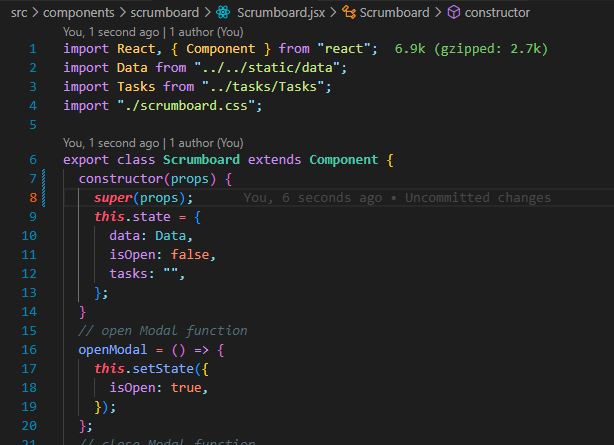 src > components > scrumboard > Scrumboard.jsx > Scrumboard > constructor
You, 1 second ago | 1 author (You)
1 import React, { Component } from "react"; 6.9k (gzipped: 2.7k)
2 import Data from "../../static/data";
3 import Tasks from "../tasks/Tasks";
4 import "./scrumboard.css";
5
You, 1 second ago | 1 author (You)
6 export class Scrumboard extends Component {
7 constructor(props) {
8 super(props); You, 6 seconds ago • Uncommitted changes
9 this.state = {
10 data: Data,
11 isOpen: false,
12 tasks: "",
13 };
14 }
15 // open Modal function
16 openModal = () => {
17 this.setState({
18 isOpen: true,
19 });
20 };
21 // close Modal function